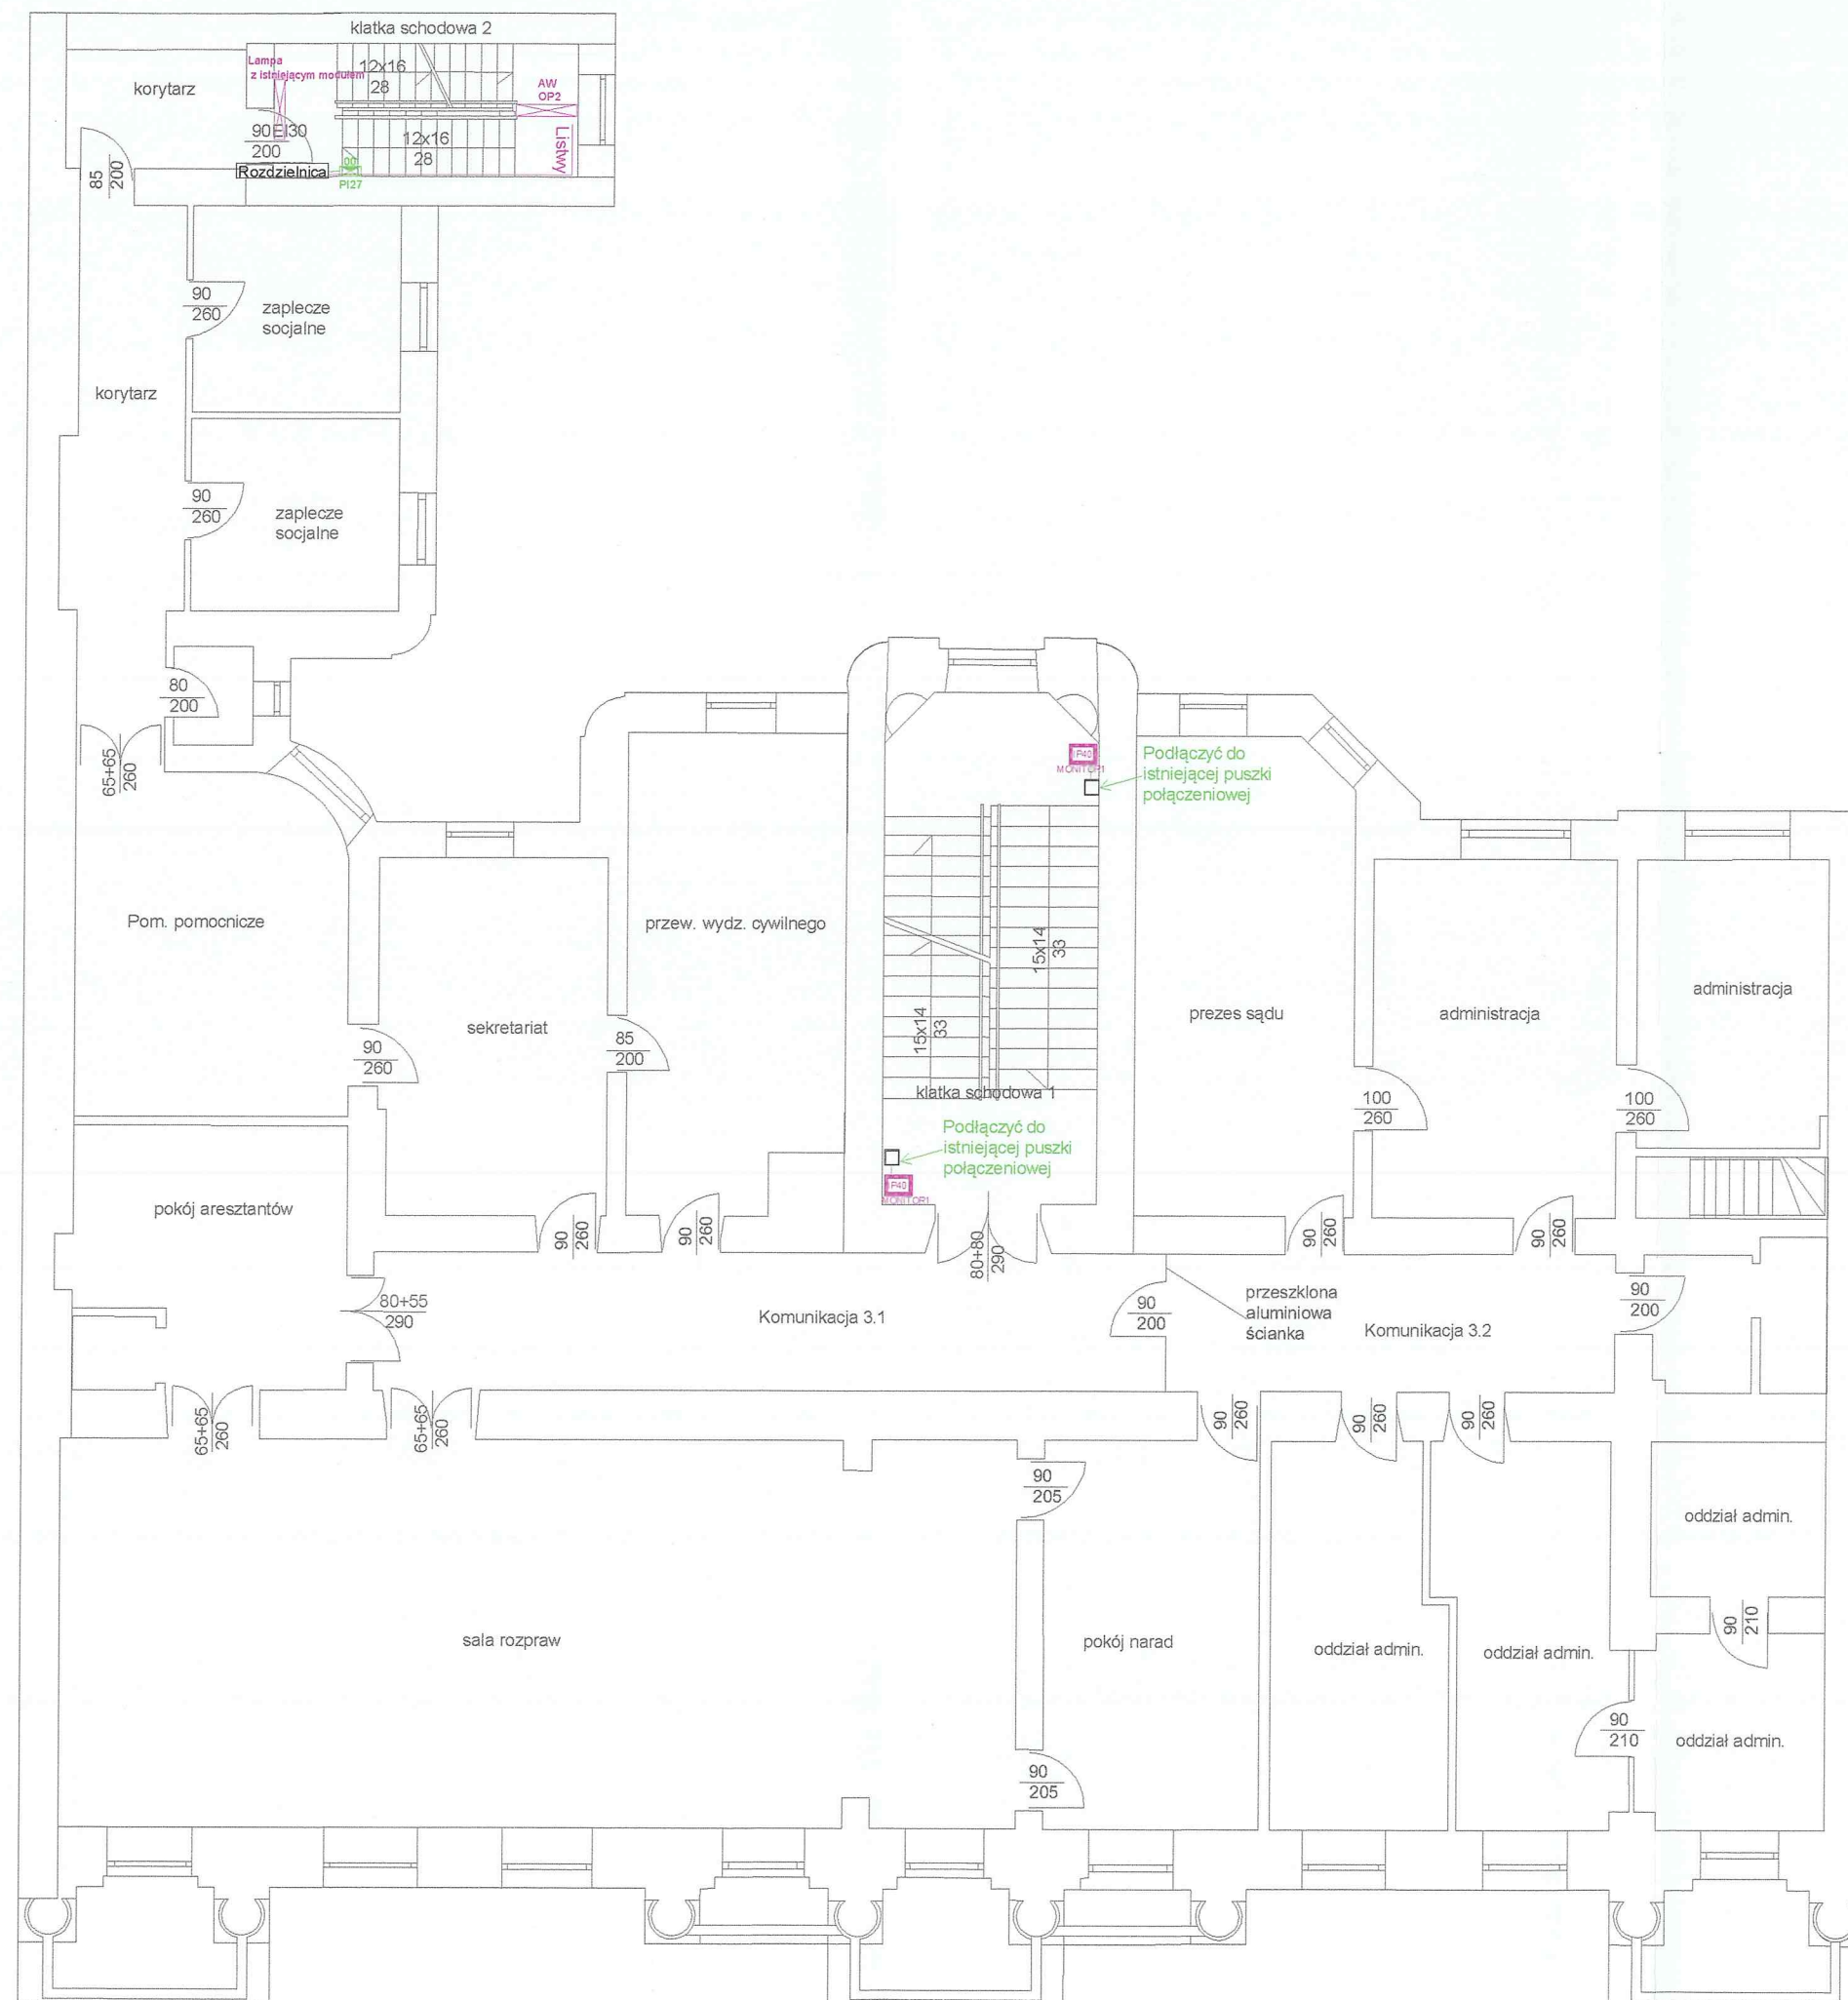 klatka schodowa 2
Lampa
z istniejącym modułem
korytarz
12x16
28
AW
OP2
90EI30
200
12x16
28
Listwy
85
200
Rozdzielnica
PI27
90
260
zaplecze
socjalne
korytarz
90
260
zaplecze
socjalne
80
200
65+65
260
IP40
MONITOR1
Podłączyć do
istniejącej puszki
połączeniowej
Pom. pomocnicze
przew. wydz. cywilnego
15x14
33
15x14
33
prezes sądu
administracja
administracja
sekretariat
90
260
85
200
klatka schodowa 1
100
260
100
260
Podłączyć do
istniejącej puszki
połączeniowej
IP40
MONITOR1
pokój aresztantów
90
260
90
260
80+80
290
90
260
90
260
80+55
290
Komunikacja 3.1
90
200
przeszklona
aluminiowa
ścianka
Komunikacja 3.2
90
200
65+65
260
65+65
260
90
260
90
260
90
260
90
205
oddział admin.
sala rozpraw
pokój narad
oddział admin.
oddział admin.
90
210
90
210
oddział admin.
90
205